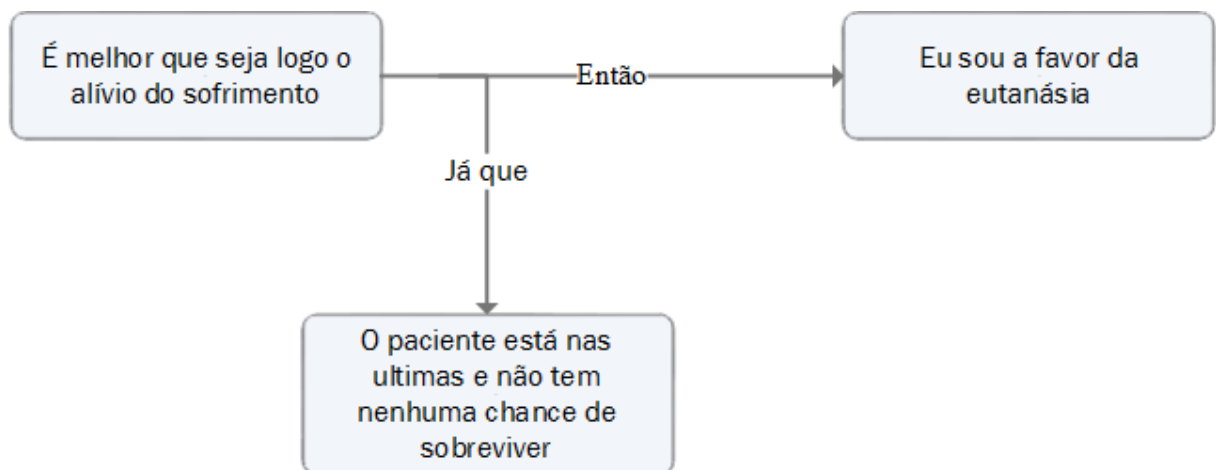 É melhor que seja logo o
alívio do sofrimento
Então
Eu sou a favor da
eutanásia
Já que
O paciente está nas
ultimas e não tem
nenhuma chance de
sobreviver